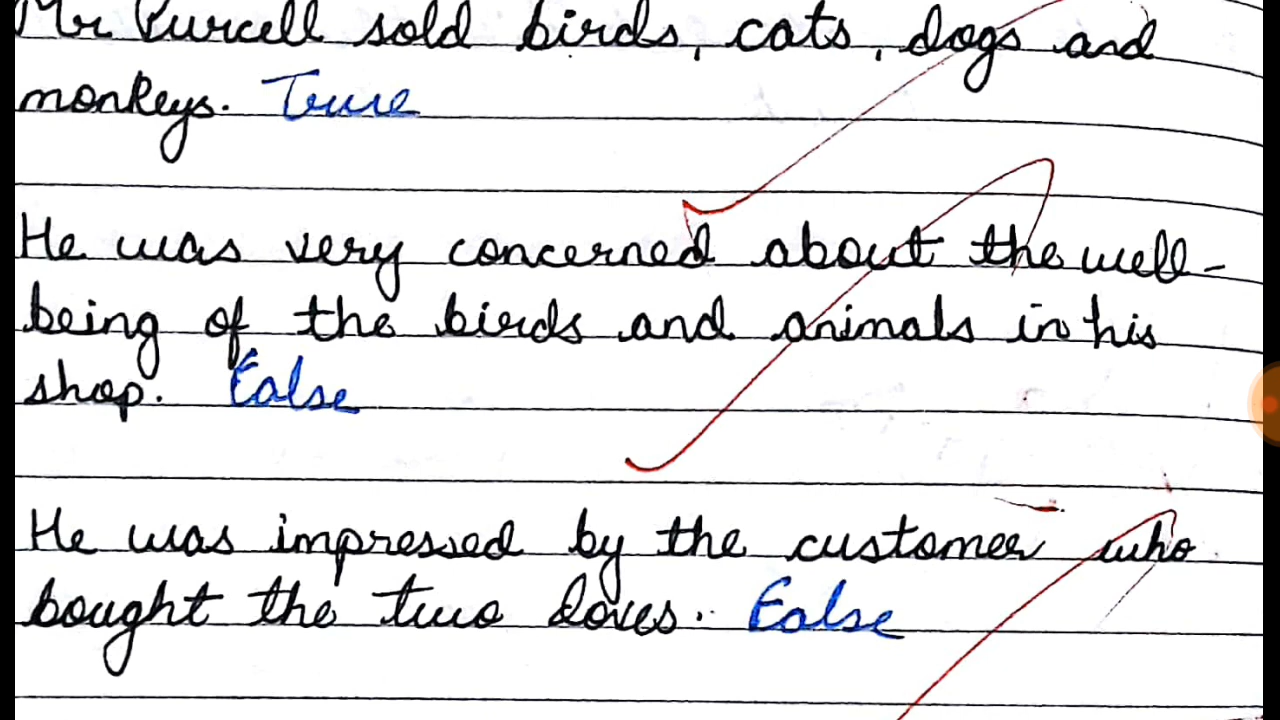 Mr Purcell sold birds, cats, dogs and
monkeys. True
He was very concerned about the well-
being of the birds and animals in his
shop. False
He was impressed by the customer who
bought the two doves. False